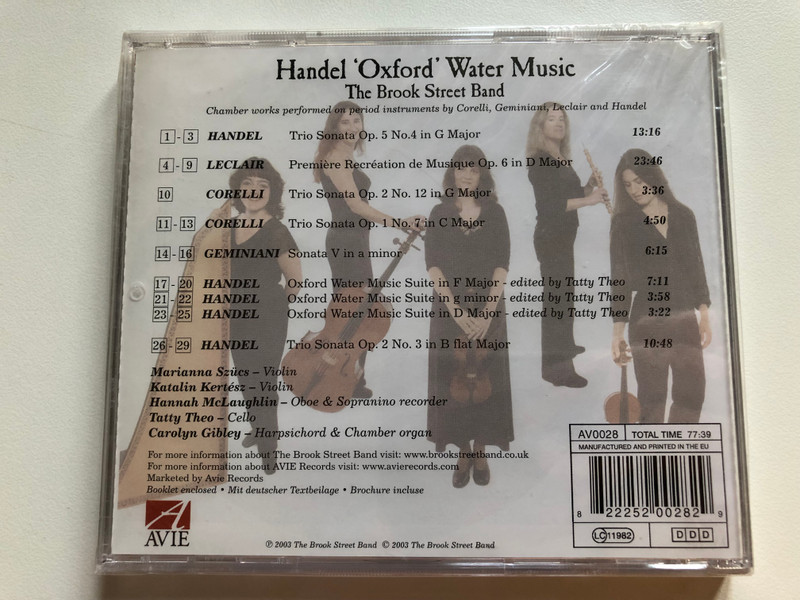 Handel 'Oxford' Water Music
The Brook Street Band
Chamber works performed on period instruments by Corelli, Geminiani, Leclair and Handel
1 - 3 HANDEL Trio Sonata Op. 5 No.4 in G Major 13:16
4 - 9 LECLAIR Première Recréation de Musique Op. 6 in D Major 23:46
10 CORELLI Trio Sonata Op. 2 No. 12 in G Major 3:36
11 - 13 CORELLI Trio Sonata Op. 1 No. 7 in C Major 4:50
14 - 16 GEMINIANI Sonata V in a minor 6:15
17 - 20 HANDEL Oxford Water Music Suite in F Major - edited by Tatty Theo 7:11
21 - 22 HANDEL Oxford Water Music Suite in g minor - edited by Tatty Theo 3:58
23 - 25 HANDEL Oxford Water Music Suite in D Major - edited by Tatty Theo 3:22
26 - 29 HANDEL Trio Sonata Op. 2 No. 3 in B flat Major 10:48
Marianna Szücs – Violin
Katalin Kertész – Violin
Hannah McLaughlin – Oboe & Sopranino recorder
Tatty Theo – Cello
Carolyn Gibley – Harpsichord & Chamber organ
For more information about The Brook Street Band visit: www.brookstreetband.co.uk
For more information about AVIE Records visit: www.avierecords.com
Marketed by Avie Records
Booklet enclosed • Mit deutscher Textbeilage • Brochure incluse
A
AVIE
℗ 2003 The Brook Street Band © 2003 The Brook Street Band
AV0028 TOTAL TIME 77:39
MANUFACTURED AND PRINTED IN THE EU
8 22252 00282 9
LC 11982 DDD